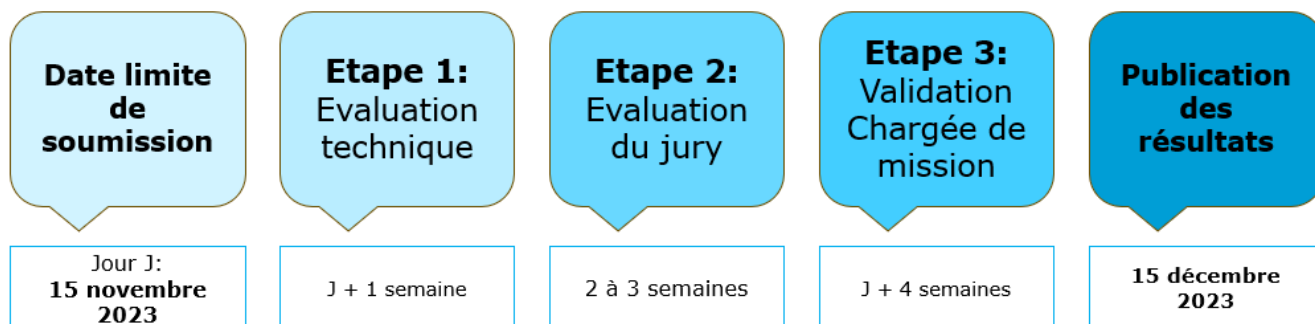 Date limite
de
soumission
Etape 1:
Evaluation
technique
Etape 2:
Evaluation
du jury
Etape 3:
Validation
Chargée de
mission
Publication
des
résultats
Jour J:
15 novembre
2023
J + 1 semaine
2 à 3 semaines
J + 4 semaines
15 décembre
2023